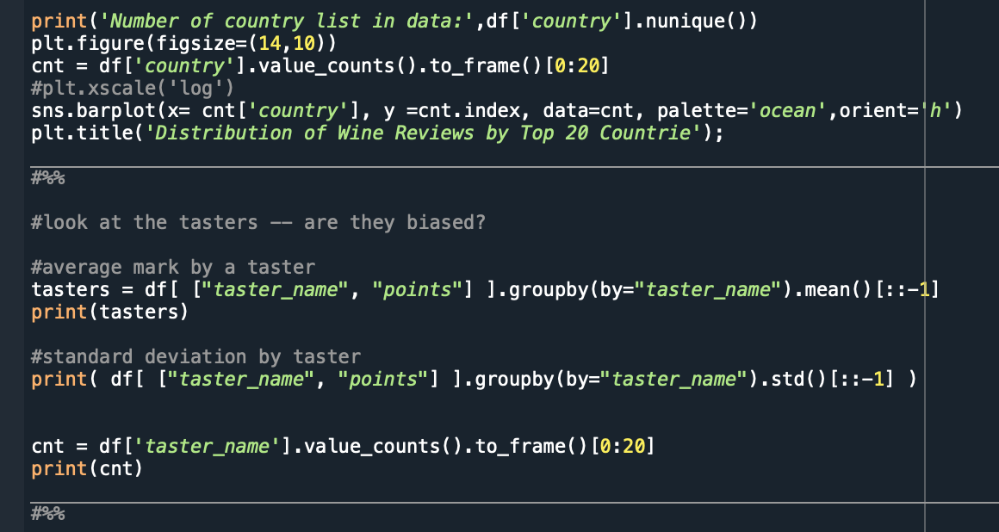 print('Number of country list in data:',df['country'].nunique())
plt.figure(figsize=(14,10))
cnt = df['country'].value_counts().to_frame()[0:20]
#plt.xscale('log')
sns.barplot(x= cnt['country'], y =cnt.index, data=cnt, palette='ocean',orient='h')
plt.title('Distribution of Wine Reviews by Top 20 Countrie');
#%%
#look at the tasters -- are they biased?
#average mark by a taster
tasters = df[ ["taster_name", "points"] ].groupby(by="taster_name").mean()[::-1]
print(tasters)
#standard deviation by taster
print( df[ ["taster_name", "points"] ].groupby(by="taster_name").std()[::-1] )
cnt = df['taster_name'].value_counts().to_frame()[0:20]
print(cnt)
#%%